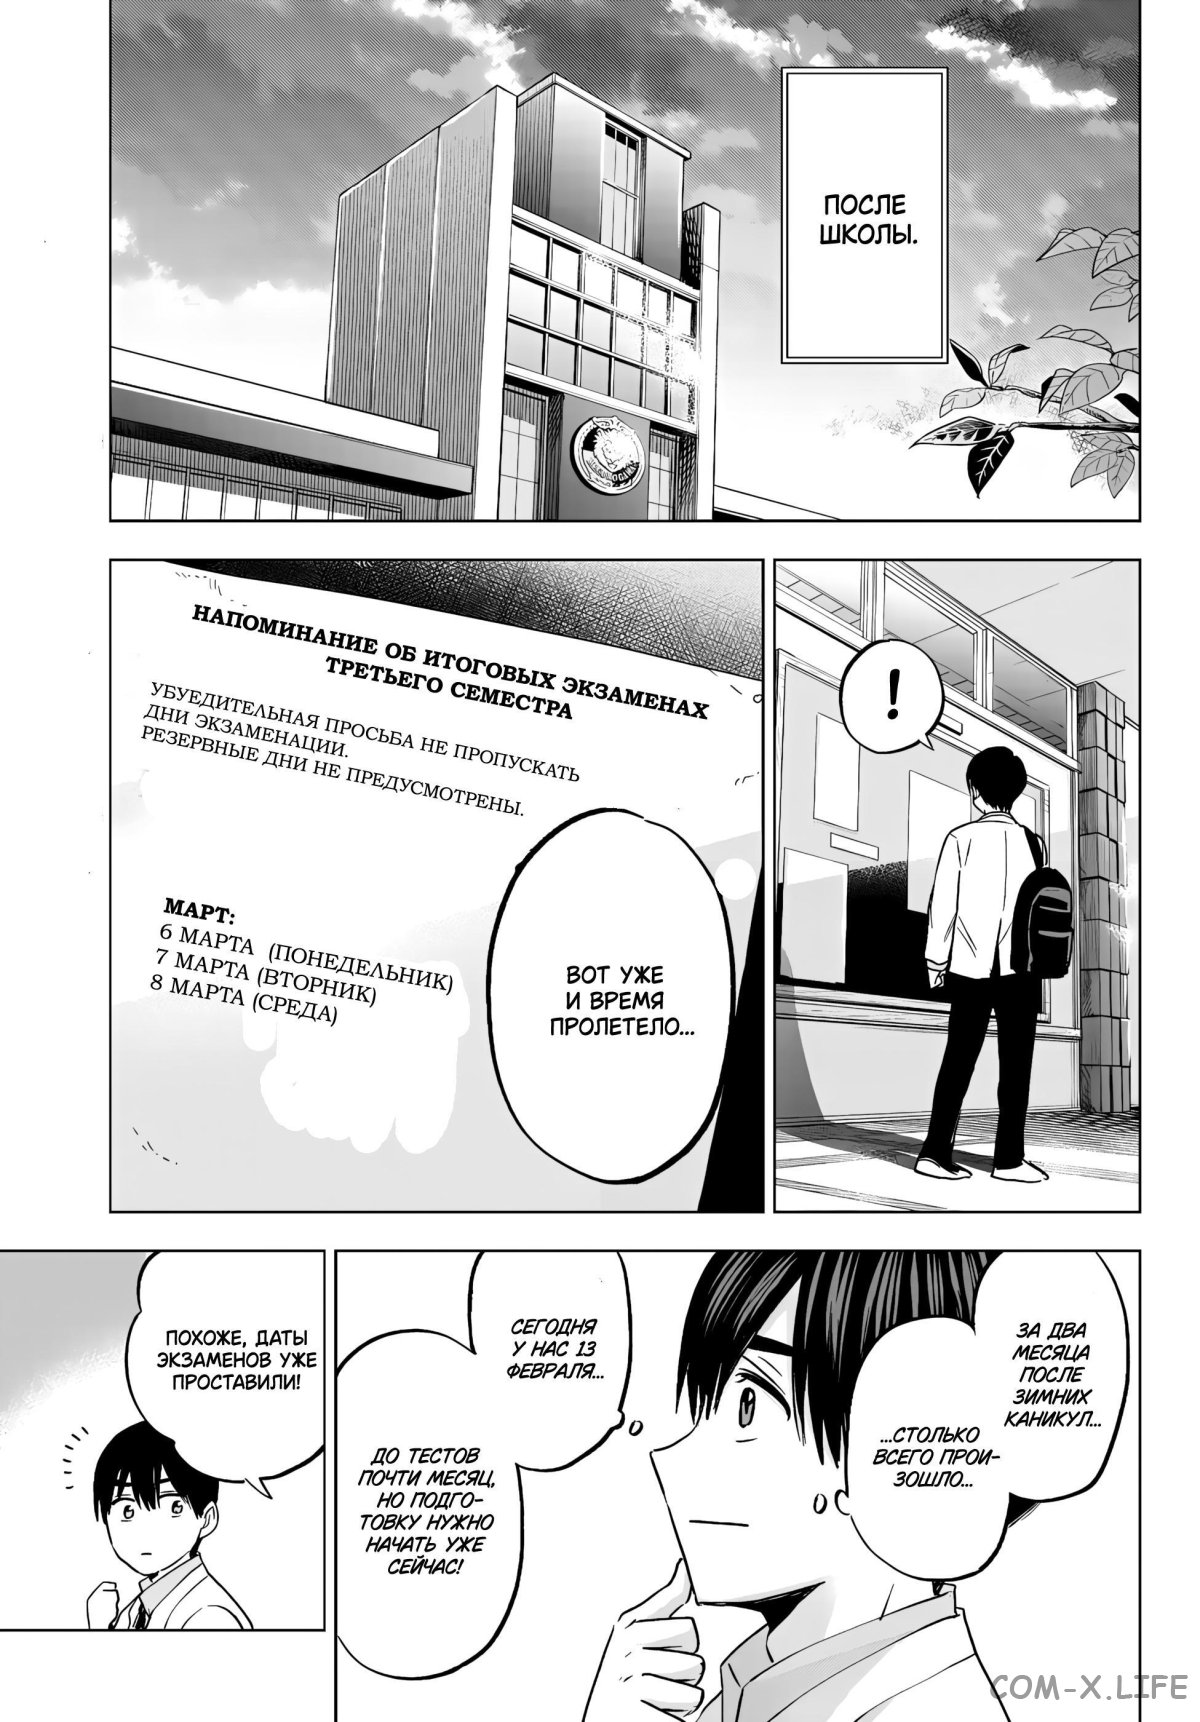 ПОСЛЕ
ШКОЛЫ.
!
НАПОМИНАНИЕ ОБ ИТОГОВЫХ ЭКЗАМЕНАХ
ТРЕТЬЕГО СЕМЕСТРА
УБУЕДИТЕЛЬНАЯ ПРОСЬБА НЕ ПРОПУСКАТЬ
ДНИ ЭКЗАМЕНАЦИИ.
РЕЗЕРВНЫЕ ДНИ НЕ ПРЕДУСМОТРЕНЫ.
МАРТ:
6 МАРТА (ПОНЕДЕЛЬНИК)
7 МАРТА (ВТОРНИК)
8 МАРТА (СРЕДА)
ВОТ УЖЕ
И ВРЕМЯ
ПРОЛЕТЕЛО...
ЗА ДВА
МЕСЯЦА
ПОСЛЕ
ЗИМНИХ
КАНИКУЛ...
...СТОЛЬКО
ВСЕГО ПРОИ-
ЗОШЛО...
СЕГОДНЯ
У НАС 13
ФЕВРАЛЯ...
ДО ТЕСТОВ
ПОЧТИ МЕСЯЦ,
НО ПОДГО-
ТОВКУ НУЖНО
НАЧАТЬ УЖЕ
СЕЙЧАС!
ПОХОЖЕ, ДАТЫ
ЭКЗАМЕНОВ УЖЕ
ПРОСТАВИЛИ!
COM-X.LIFE